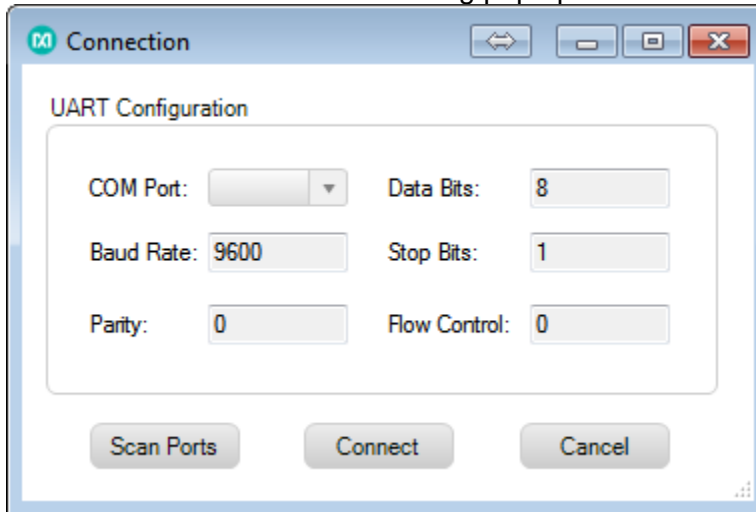 Connection
UART Configuration
COM Port:
Data Bits: 8
Baud Rate: 9600
Stop Bits: 1
Parity: 0
Flow Control: 0
Scan Ports
Connect
Cancel